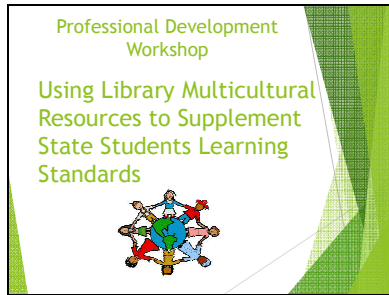 Professional Development
Workshop
Using Library Multicultural
Resources to Supplement
State Students Learning
Standards